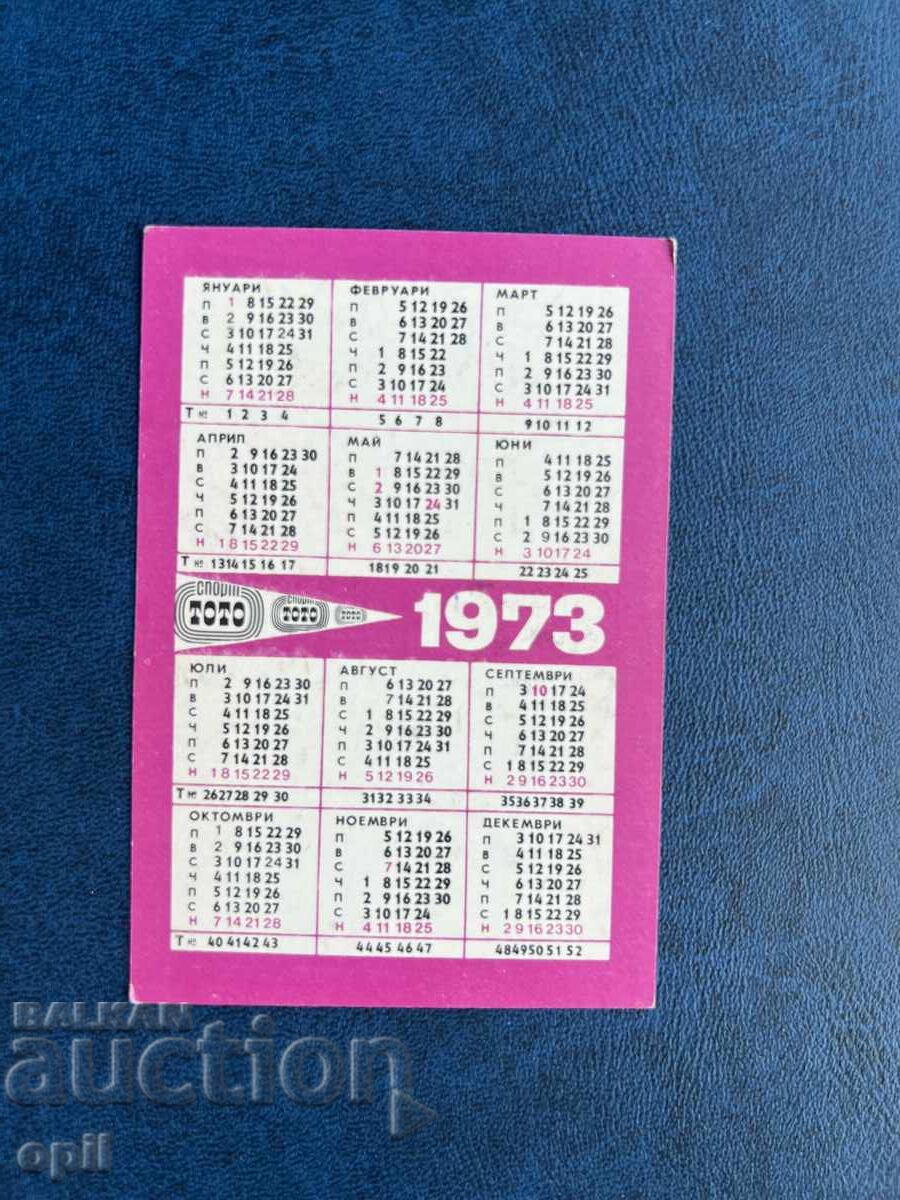 ЯНУАРИ
П 1 8 15 22 29
В 2 9 16 23 30
С 3 10 17 24 31
Ч 4 11 18 25
П 5 12 19 26
С 6 13 20 27
Н 7 14 21 28
Т № 1 2 3 4
ФЕВРУАРИ
П 5 12 19 26
В 6 13 20 27
С 7 14 21 28
Ч 1 8 15 22
П 2 9 16 23
С 3 10 17 24
Н 4 11 18 25
5 6 7 8
МАРТ
П 5 12 19 26
В 6 13 20 27
С 7 14 21 28
Ч 1 8 15 22 29
П 2 9 16 23 30
С 3 10 17 24 31
Н 4 11 18 25
9 10 11 12
АПРИЛ
П 2 9 16 23 30
В 3 10 17 24
С 4 11 18 25
Ч 5 12 19 26
П 6 13 20 27
С 7 14 21 28
Н 1 8 15 22 29
Т № 13 14 15 16 17
МАЙ
П 7 14 21 28
В 1 8 15 22 29
С 2 9 16 23 30
Ч 3 10 17 24 31
П 4 11 18 25
С 5 12 19 26
Н 6 13 20 27
18 19 20 21
ЮНИ
П 4 11 18 25
В 5 12 19 26
С 6 13 20 27
Ч 7 14 21 28
П 1 8 15 22 29
С 2 9 16 23 30
Н 3 10 17 24
22 23 24 25
спорт ТОТО спорт ТОТО ТОТО 1973
ЮЛИ
П 2 9 16 23 30
В 3 10 17 24 31
С 4 11 18 25
Ч 5 12 19 26
П 6 13 20 27
С 7 14 21 28
Н 1 8 15 22 29
Т № 26 27 28 29 30
АВГУСТ
П 6 13 20 27
В 7 14 21 28
С 1 8 15 22 29
Ч 2 9 16 23 30
П 3 10 17 24 31
С 4 11 18 25
Н 5 12 19 26
31 32 33 34
СЕПТЕМВРИ
П 3 10 17 24
В 4 11 18 25
С 5 12 19 26
Ч 6 13 20 27
П 7 14 21 28
С 1 8 15 22 29
Н 2 9 16 23 30
35 36 37 38 39
ОКТОМВРИ
П 1 8 15 22 29
В 2 9 16 23 30
С 3 10 17 24 31
Ч 4 11 18 25
П 5 12 19 26
С 6 13 20 27
Н 7 14 21 28
Т № 40 41 42 43
НОЕМВРИ
П 5 12 19 26
В 6 13 20 27
С 7 14 21 28
Ч 1 8 15 22 29
П 2 9 16 23 30
С 3 10 17 24
Н 4 11 18 25
44 45 46 47
ДЕКЕМВРИ
П 3 10 17 24 31
В 4 11 18 25
С 5 12 19 26
Ч 6 13 20 27
П 7 14 21 28
С 1 8 15 22 29
Н 2 9 16 23 30
48 49 50 51 52
BALKAN
auction
opil